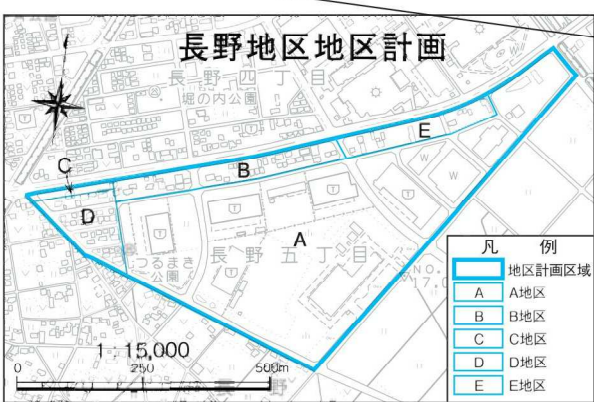 長野地区地区計画
長野四丁目
堀の内公園
C
B
E
D
A
つるまき
公園
長野五丁目
W
W
W
1:15,000
0 250 500m
長野
凡 例
地区計画区域
A A地区
B B地区
C C地区
D D地区
E E地区